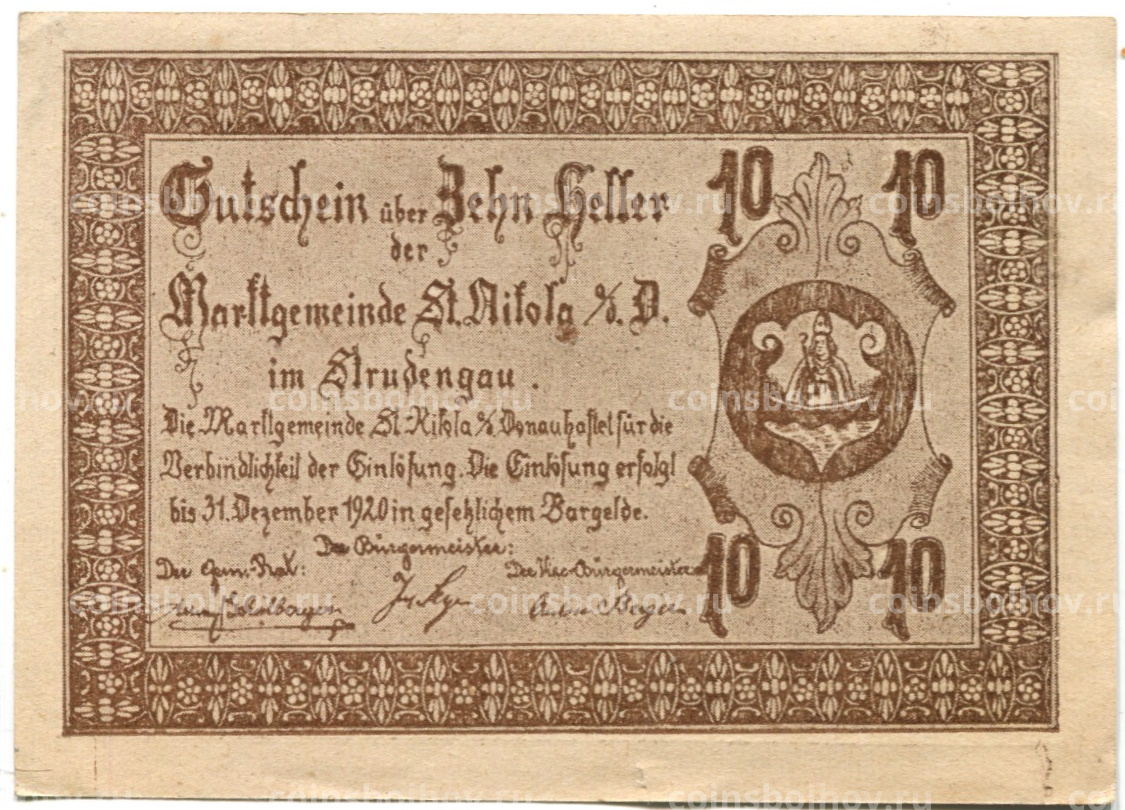 Gutschein über Zehn Heller
der
Marktgemeinde St. Nikola a/d. D.
im Strudengau.
Die Marktgemeinde St. Nikola a/d Donau haftet für die
Verbindlichkeit der Einlösung. Die Einlösung erfolgt
bis 31. Dezember 1920 in gesetzlichem Bargelde.
Der Bürgermeister:
Der Gem. Rat:
Der Vice-Bürgermeister
10 10
10 10
coinsbolhov.ru